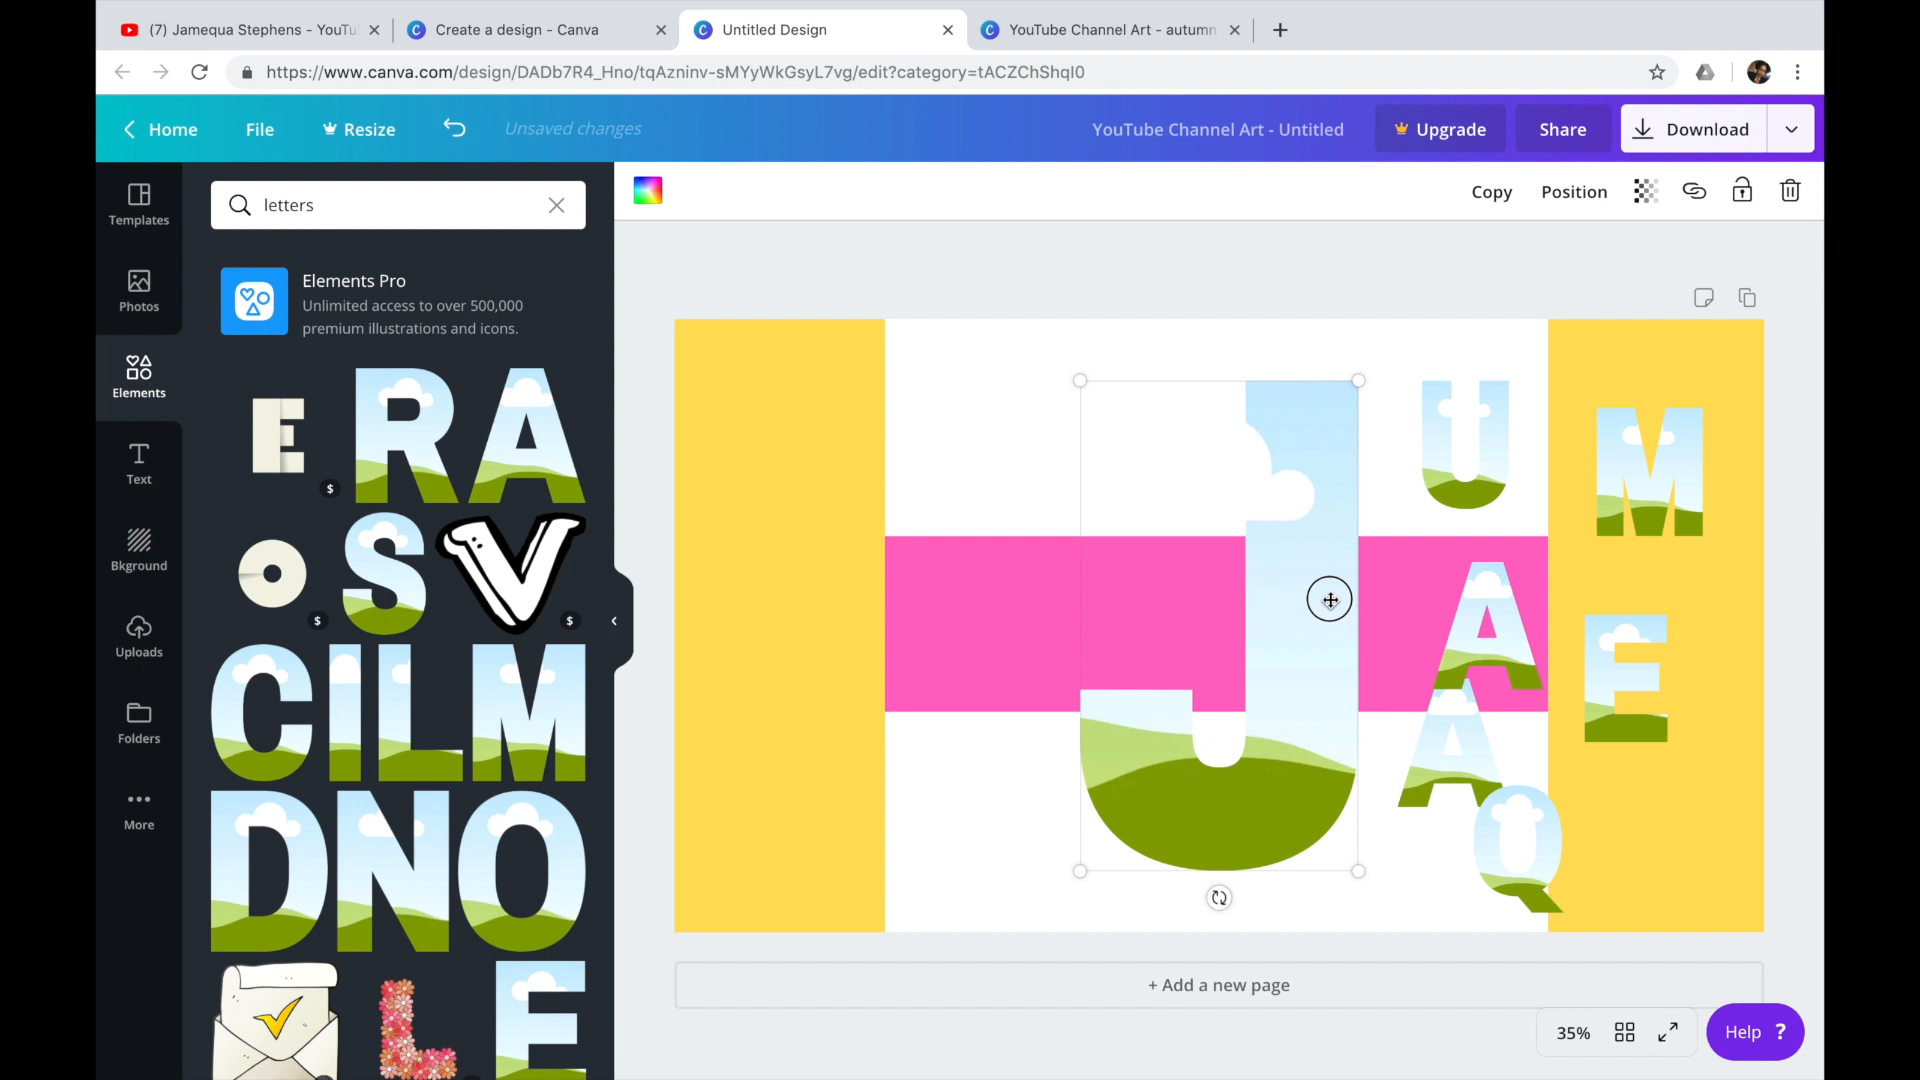 (7) Jamequa Stephens - YouTu
Create a design - Canva
Untitled Design
YouTube Channel Art - autumn
https://www.canva.com/design/DADb7R4_Hno/tqAzninv-sMYyWkGsyL7vg/edit?category=tACZChShqI0
Home
File
Resize
Unsaved changes
YouTube Channel Art - Untitled
Upgrade
Share
Download
Templates
Photos
Elements
Text
Bkground
Uploads
Folders
More
letters
Elements Pro
Unlimited access to over 500,000
premium illustrations and icons.
E R A
$
O S V
$ $
C I L M
D N O
L E
Copy
Position
J U M
A E
A
Q
+ Add a new page
35%
Help ?